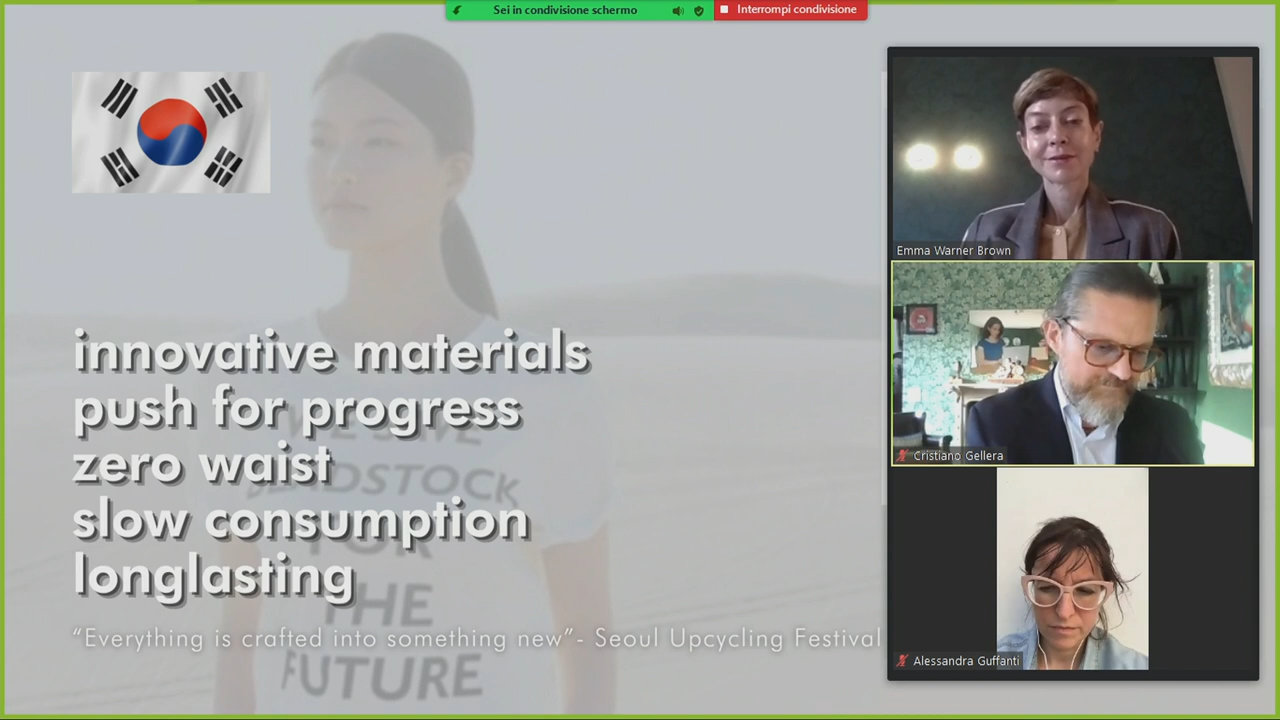 Sei in condivisione schermo
Interrompi condivisione
innovative materials
push for progress
zero waist
slow consumption
longlasting
“Everything is crafted into something new”- Seoul Upcycling Festival
DEADSTOCK
FOR
THE
FUTURE
Emma Warner Brown
Cristiano Gellera
Alessandra Guffanti